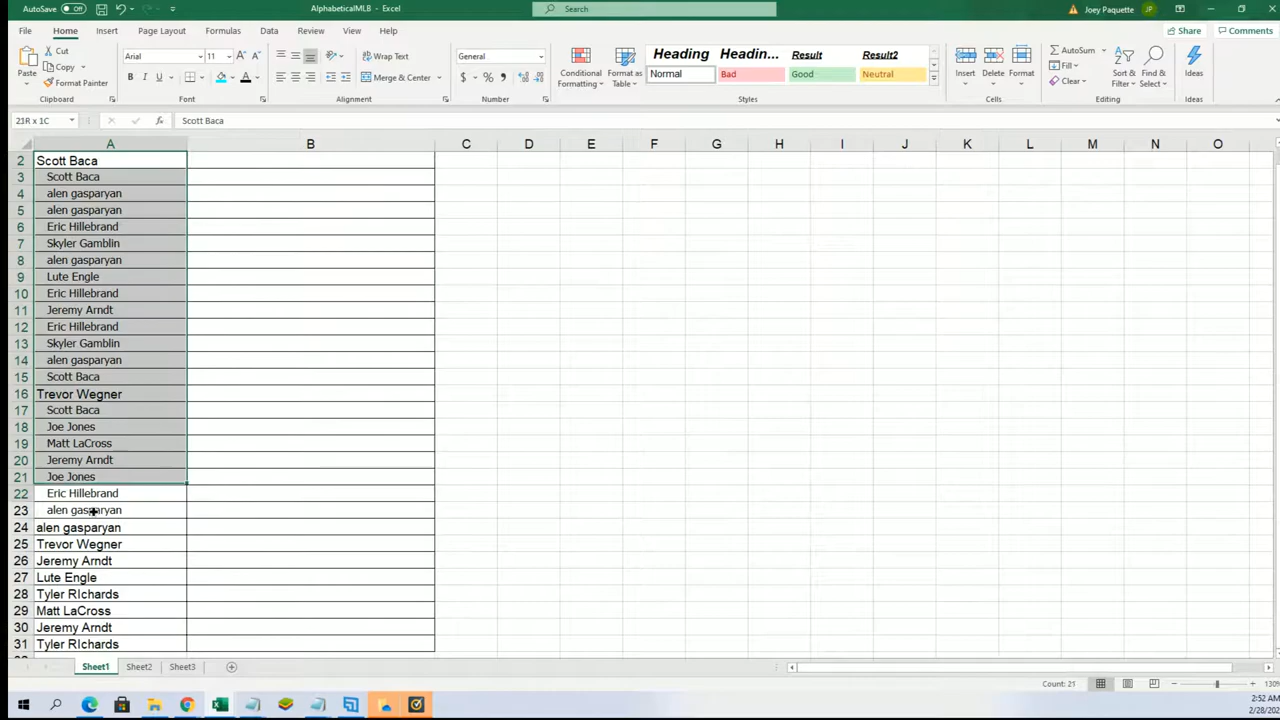 AutoSave Off AlphabeticalMLB - Excel Search Joey Paquette JP
File Home Insert Page Layout Formulas Data Review View Help Share Comments
Paste Cut Copy Format Painter Clipboard
Arial 11 B I U A Font
Wrap Text Merge & Center Alignment
General $ % Number
Conditional Formatting Format as Table Heading Headin... Result Result2 Normal Bad Good Neutral Styles
Insert Delete Format Cells
AutoSum Fill Clear Sort & Filter Find & Select Editing
Ideas Ideas
21R x 1C fx Scott Baca
A B C D E F G H I J K L M N O
2 Scott Baca
3 Scott Baca
4 alen gasparyan
5 alen gasparyan
6 Eric Hillebrand
7 Skyler Gamblin
8 alen gasparyan
9 Lute Engle
10 Eric Hillebrand
11 Jeremy Arndt
12 Eric Hillebrand
13 Skyler Gamblin
14 alen gasparyan
15 Scott Baca
16 Trevor Wegner
17 Scott Baca
18 Joe Jones
19 Matt LaCross
20 Jeremy Arndt
21 Joe Jones
22 Eric Hillebrand
23 alen gasparyan
24 alen gasparyan
25 Trevor Wegner
26 Jeremy Arndt
27 Lute Engle
28 Tyler RIchards
29 Matt LaCross
30 Jeremy Arndt
31 Tyler RIchards
Sheet1 Sheet2 Sheet3
Count: 21 130%
2:52 AM
2/28/202